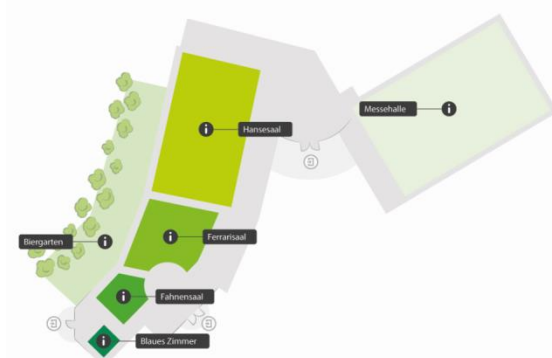 Messehalle
Hansesaal
Ferrarisaal
Biergarten
Fahnensaal
Blaues Zimmer